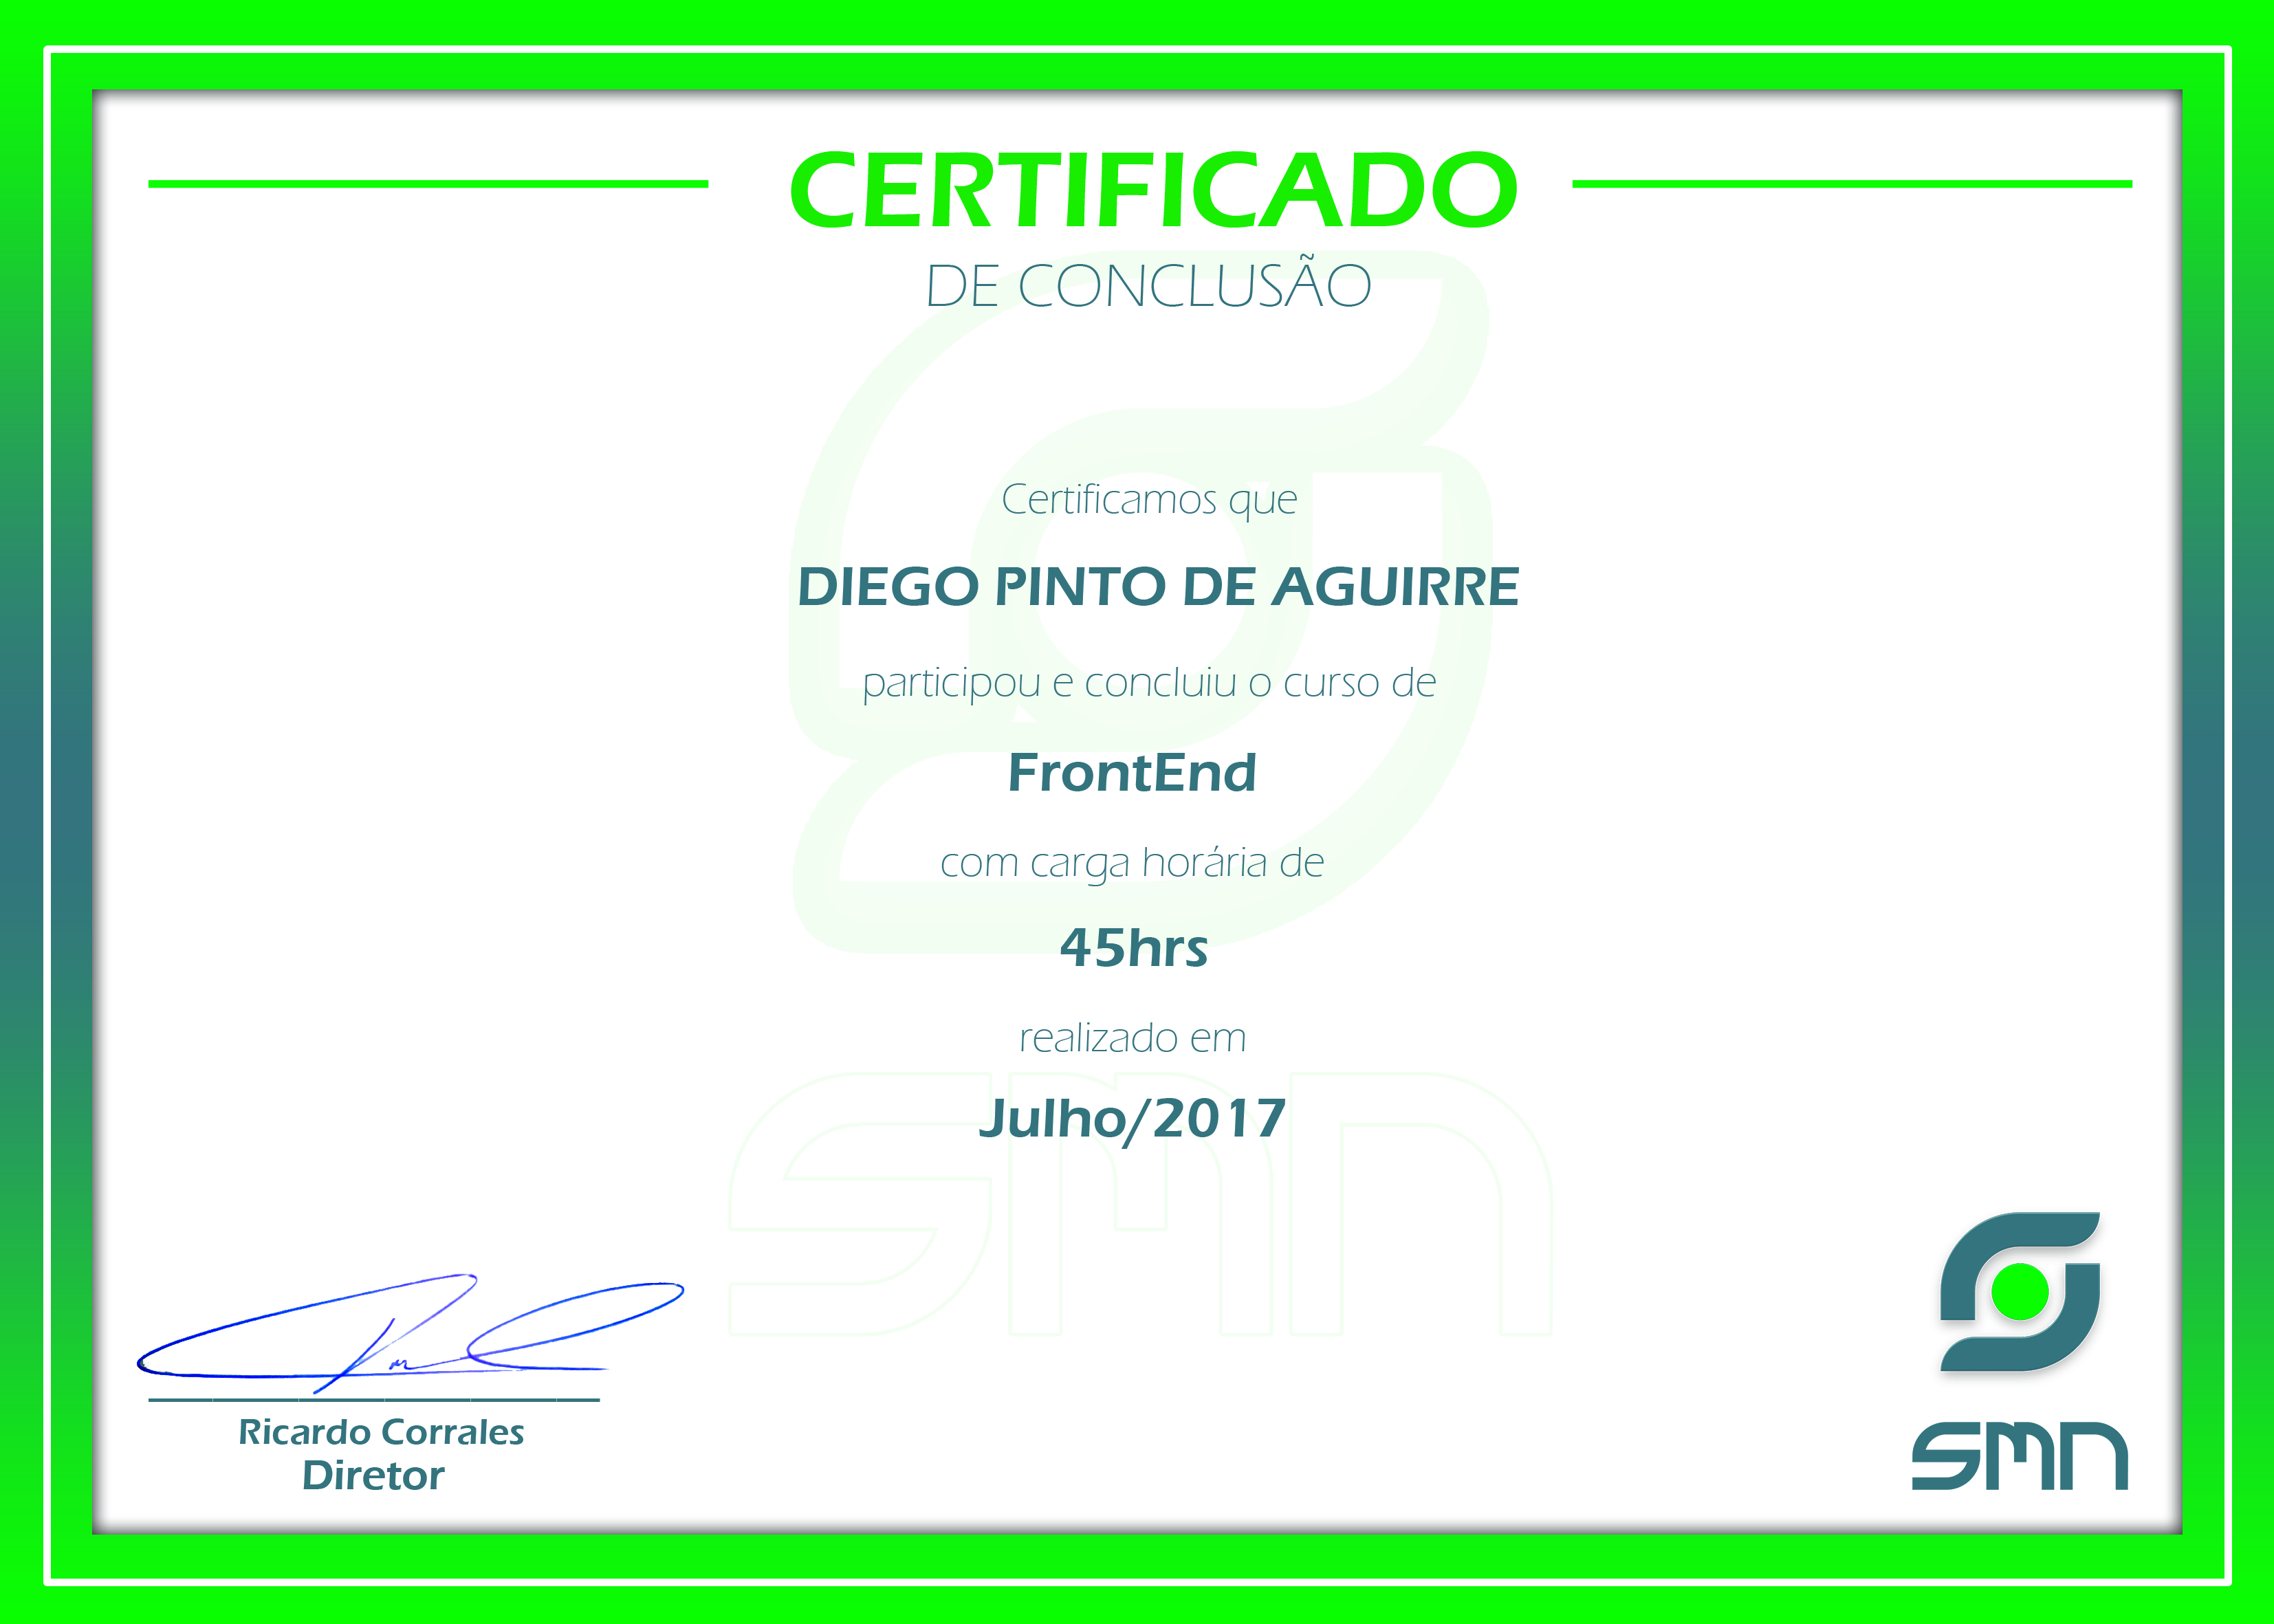 CERTIFICADO
DE CONCLUSÃO
Certificamos que
DIEGO PINTO DE AGUIRRE
participou e concluiu o curso de
FrontEnd
com carga horária de
45hrs
realizado em
Julho/2017
smn
Ricardo Corrales
Diretor
smn